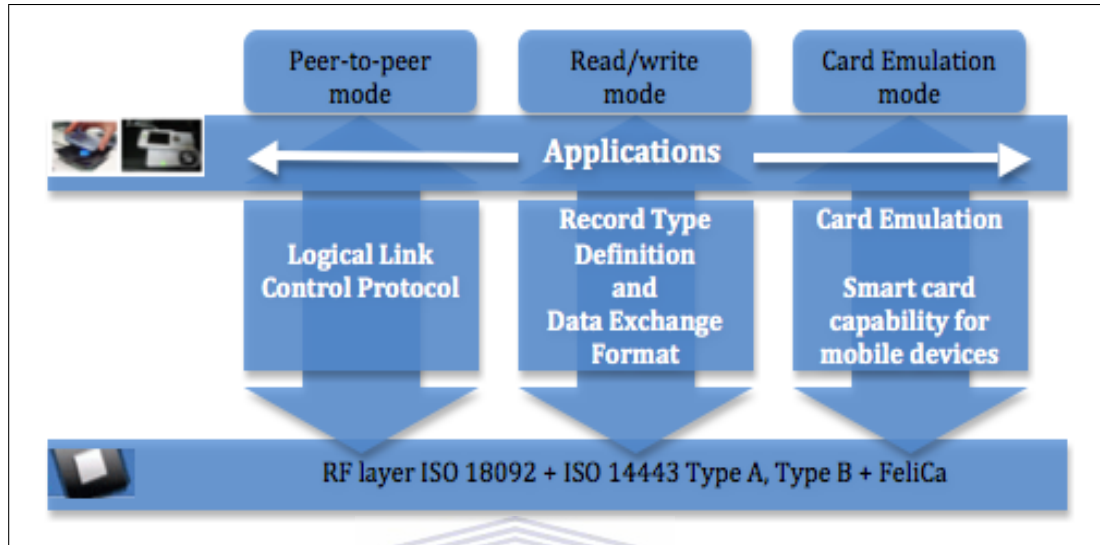 Peer-to-peer
mode
Read/write
mode
Card Emulation
mode
Applications
Logical Link
Control Protocol
Record Type
Definition
and
Data Exchange
Format
Card Emulation
Smart card
capability for
mobile devices
RF layer ISO 18092 + ISO 14443 Type A, Type B + FeliCa